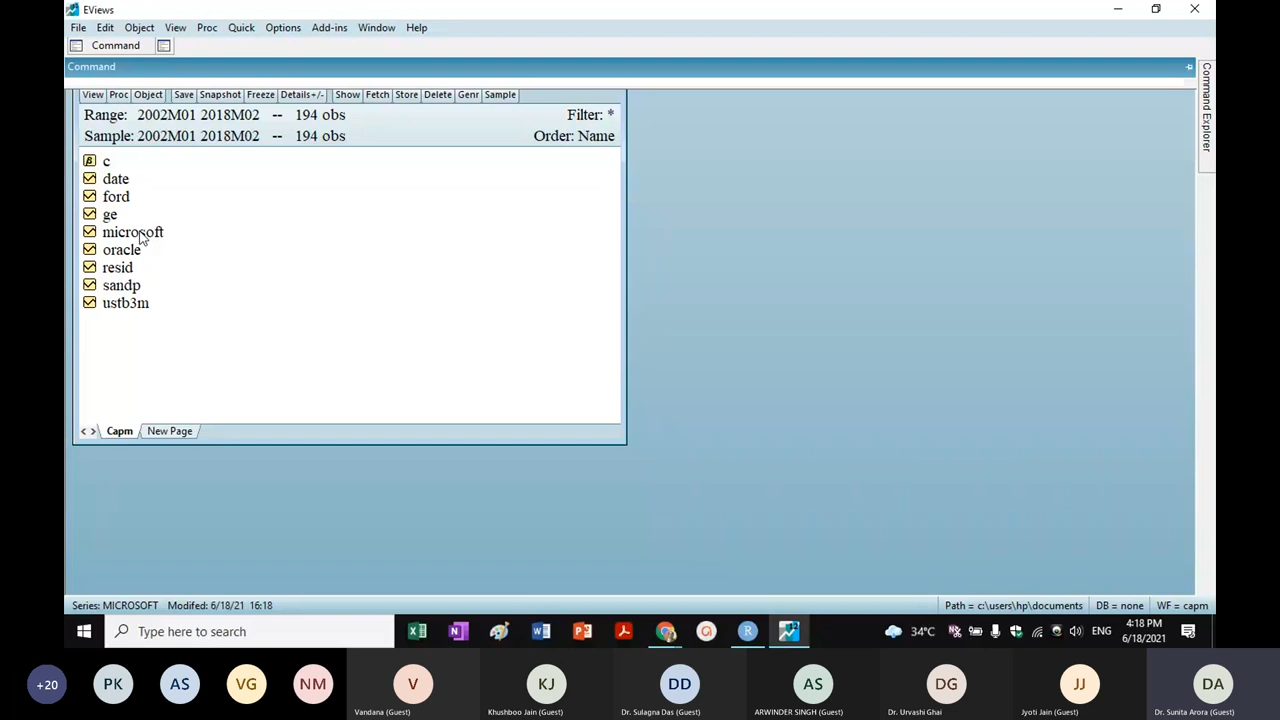 EViews
File Edit Object View Proc Quick Options Add-ins Window Help
Command
Command
Command Explorer
View Proc Object Save Snapshot Freeze Details+/- Show Fetch Store Delete Genr Sample
Range: 2002M01 2018M02 -- 194 obs Filter: *
Sample: 2002M01 2018M02 -- 194 obs Order: Name
β c
date
ford
ge
microsoft
oracle
resid
sandp
ustb3m
< > Capm New Page
Series: MICROSOFT Modifed: 6/18/21 16:18 Path = c:\users\hp\documents DB = none WF = capm
Type here to search 34°C ENG 4:18 PM
6/18/2021
+20 PK AS VG NM V KJ DD AS DG JJ DA
Vandana (Guest) Khushboo Jain (Guest) Dr. Sulagna Das (Guest) ARWINDER SINGH (Guest) Dr. Urvashi Ghai Jyoti Jain (Guest) Dr. Sunita Arora (Guest)